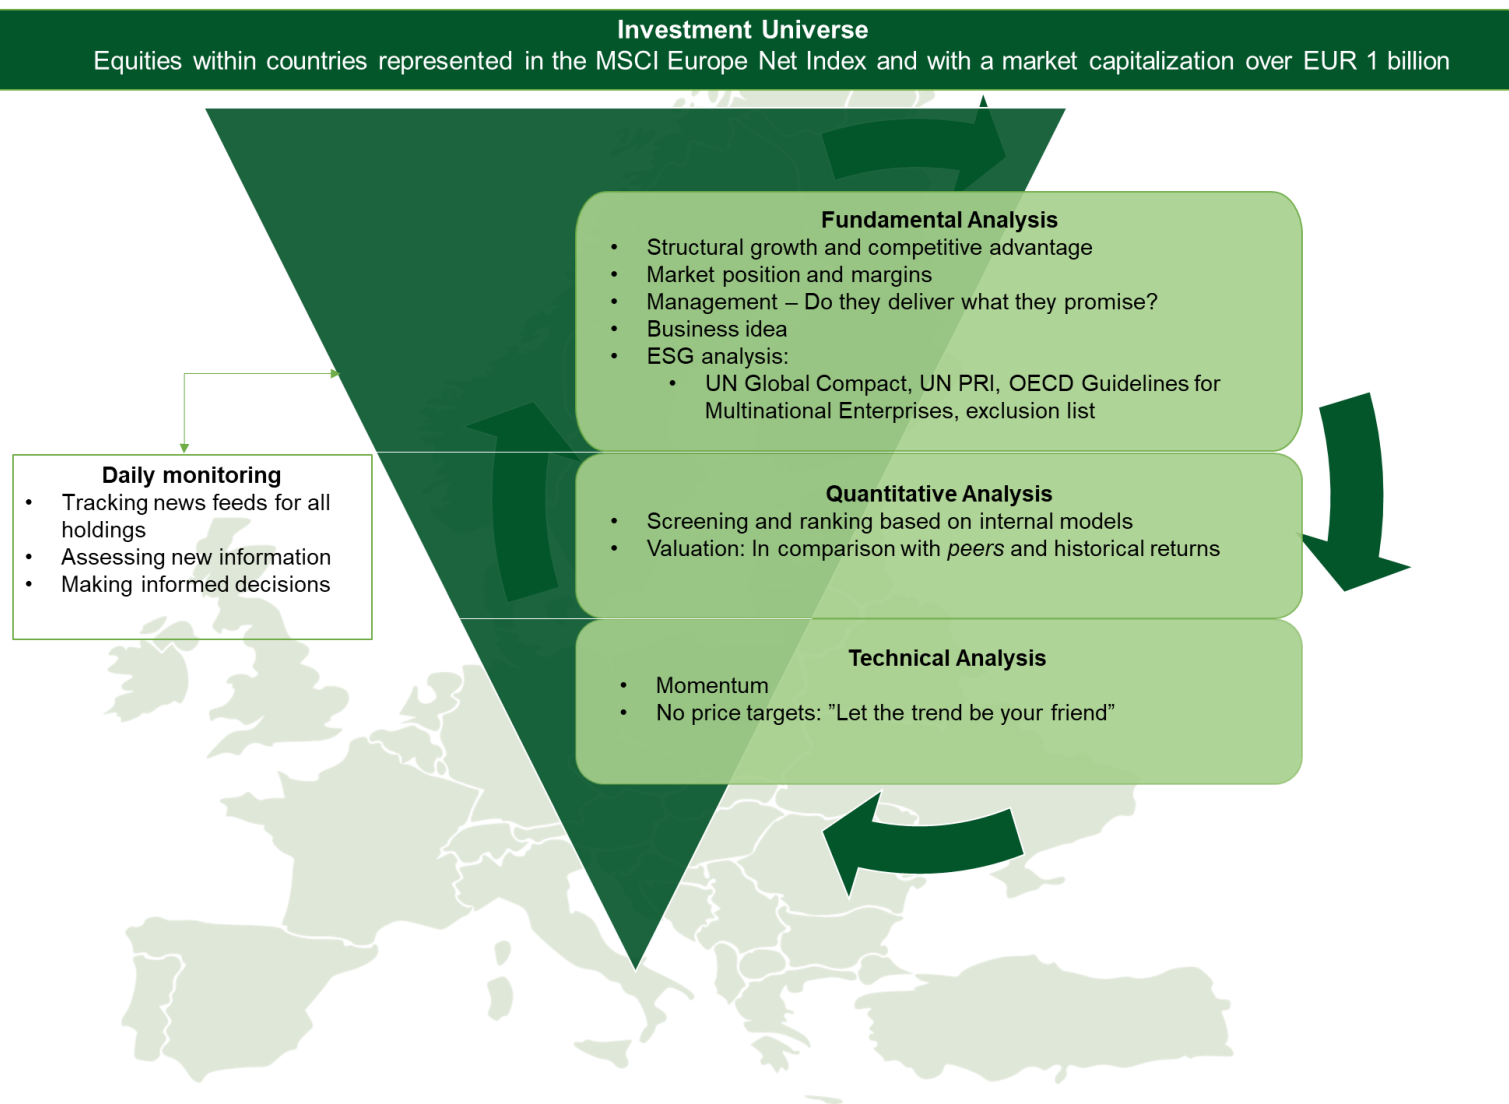 Investment Universe
Equities within countries represented in the MSCI Europe Net Index and with a market capitalization over EUR 1 billion
Fundamental Analysis
• Structural growth and competitive advantage
• Market position and margins
• Management – Do they deliver what they promise?
• Business idea
• ESG analysis:
• UN Global Compact, UN PRI, OECD Guidelines for
Multinational Enterprises, exclusion list
Daily monitoring
• Tracking news feeds for all
holdings
• Assessing new information
• Making informed decisions
Quantitative Analysis
• Screening and ranking based on internal models
• Valuation: In comparison with peers and historical returns
Technical Analysis
• Momentum
• No price targets: ”Let the trend be your friend”